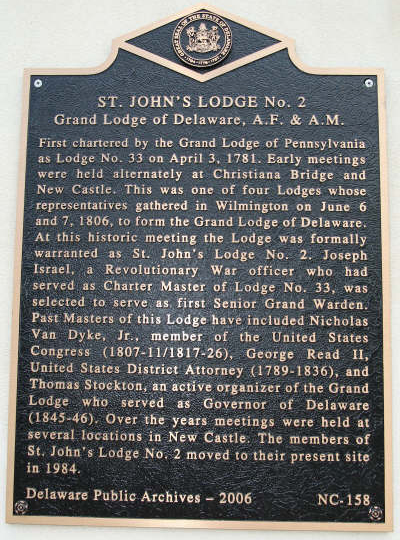 GREAT SEAL OF THE STATE OF DELAWARE
ST. JOHN'S LODGE No. 2
Grand Lodge of Delaware, A.F. & A.M.
First chartered by the Grand Lodge of Pennsylvania
as Lodge No. 33 on April 3, 1781. Early meetings
were held alternately at Christiana Bridge and
New Castle. This was one of four Lodges whose
representatives gathered in Wilmington on June 6
and 7, 1806, to form the Grand Lodge of Delaware.
At this historic meeting the Lodge was formally
warranted as St. John's Lodge No. 2. Joseph
Israel, a Revolutionary War officer who had
served as Charter Master of Lodge No. 33, was
selected to serve as first Senior Grand Warden.
Past Masters of this Lodge have included Nicholas
Van Dyke, Jr., member of the United States
Congress (1807-11/1817-26), George Read II,
United States District Attorney (1789-1836), and
Thomas Stockton, an active organizer of the Grand
Lodge who served as Governor of Delaware
(1845-46). Over the years meetings were held at
several locations in New Castle. The members of
St. John's Lodge No. 2 moved to their present site
in 1984.
Delaware Public Archives – 2006 NC-158